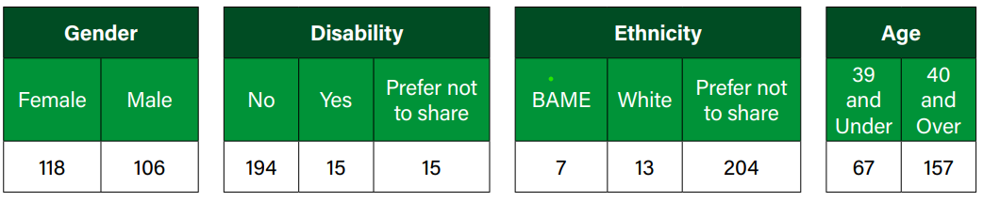 Gender
Female Male
118 106
Disability
No Yes Prefer not
to share
194 15 15
Ethnicity
BAME White Prefer not
to share
7 13 204
Age
39 40
and and
Under Over
67 157